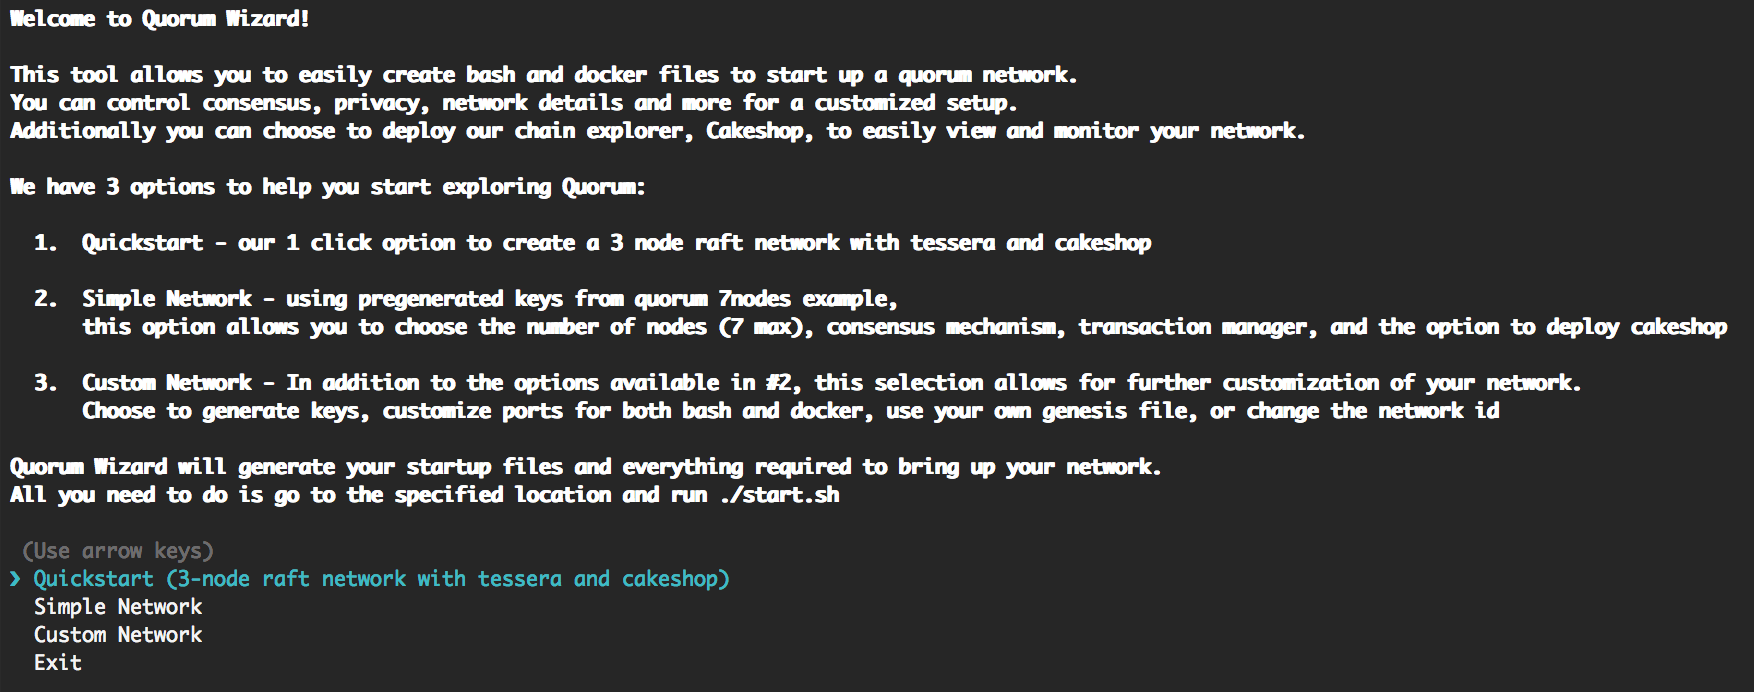 Welcome to Quorum Wizard!
This tool allows you to easily create bash and docker files to start up a quorum network.
You can control consensus, privacy, network details and more for a customized setup.
Additionally you can choose to deploy our chain explorer, Cakeshop, to easily view and monitor your network.
We have 3 options to help you start exploring Quorum:
1. Quickstart - our 1 click option to create a 3 node raft network with tessera and cakeshop
2. Simple Network - using pregenerated keys from quorum 7nodes example,
this option allows you to choose the number of nodes (7 max), consensus mechanism, transaction manager, and the option to deploy cakeshop
3. Custom Network - In addition to the options available in #2, this selection allows for further customization of your network.
Choose to generate keys, customize ports for both bash and docker, use your own genesis file, or change the network id
Quorum Wizard will generate your startup files and everything required to bring up your network.
All you need to do is go to the specified location and run ./start.sh
(Use arrow keys)
❯ Quickstart (3-node raft network with tessera and cakeshop)
Simple Network
Custom Network
Exit